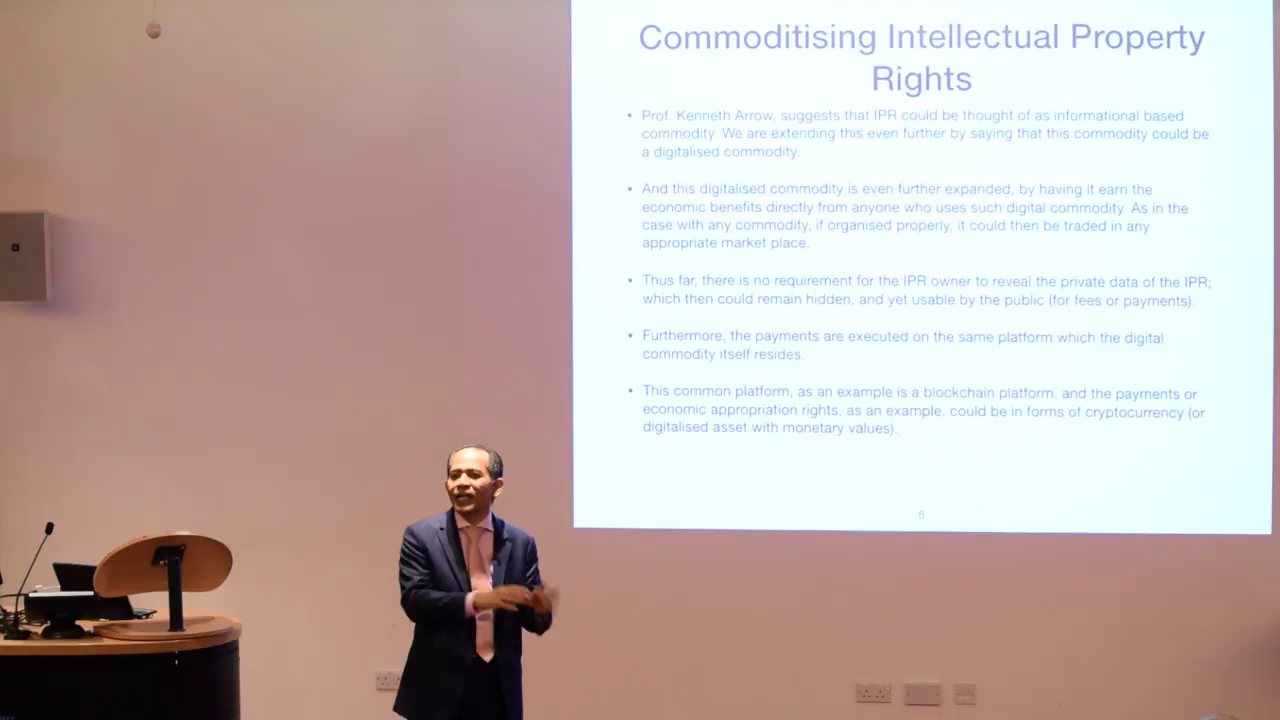 Commoditising Intellectual Property
Rights
• Prof. Kenneth Arrow, suggests that IPR could be thought of as informational based
commodity. We are extending this even further by saying that this commodity could be
a digitalised commodity.
• And this digitalised commodity is even further expanded, by having it earn the
economic benefits directly from anyone who uses such digital commodity. As in the
case with any commodity, if organised properly, it could then be traded in any
appropriate market place.
• Thus far, there is no requirement for the IPR owner to reveal the private data of the IPR;
which then could remain hidden, and yet usable by the public (for fees or payments).
• Furthermore, the payments are executed on the same platform which the digital
commodity itself resides.
• This common platform, as an example is a blockchain platform, and the payments or
economic appropriation rights, as an example, could be in forms of cryptocurrency (or
digitalised asset with monetary values).
6